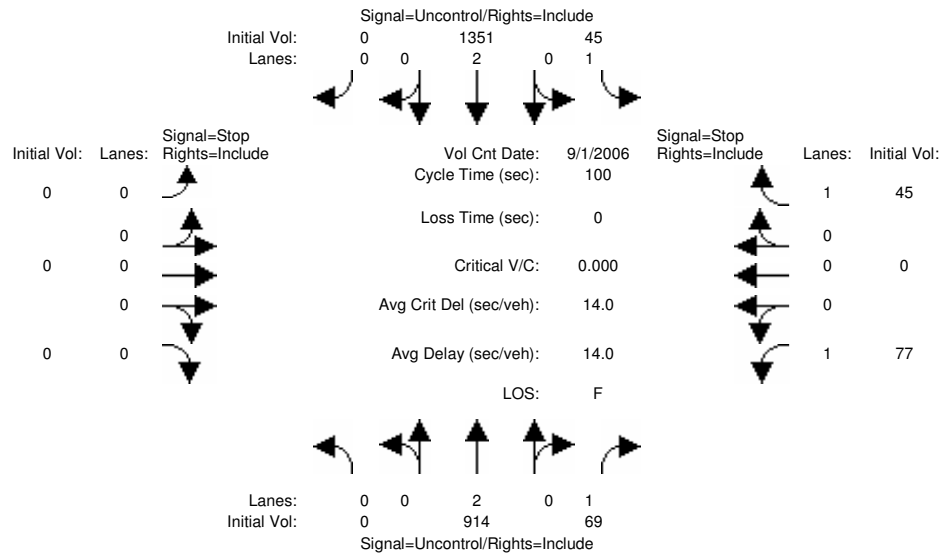 Signal=Uncontrol/Rights=Include
Initial Vol: 0 1351 45
Lanes: 0 0 2 0 1
Signal=Stop
Initial Vol: Lanes: Rights=Include
Vol Cnt Date: 9/1/2006
Signal=Stop
Rights=Include Lanes: Initial Vol:
Cycle Time (sec): 100
0 0
1 45
Loss Time (sec): 0
0
0
0 0
Critical V/C: 0.000
0 0
0
Avg Crit Del (sec/veh): 14.0
0
0 0
Avg Delay (sec/veh): 14.0
1 77
LOS: F
Lanes: 0 0 2 0 1
Initial Vol: 0 914 69
Signal=Uncontrol/Rights=Include